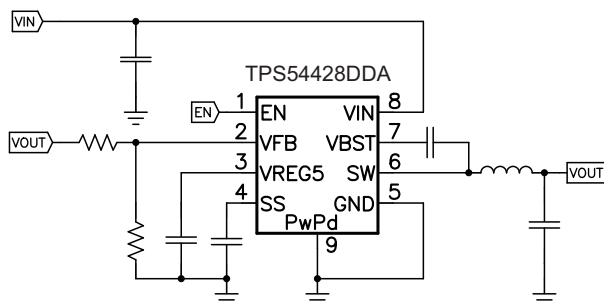 VIN
TPS54428DDA
EN
1
EN
VIN
8
VOUT
2
VFB
VBST
7
3
VREG5
SW
6
VOUT
4
SS
GND
5
PwPd
9